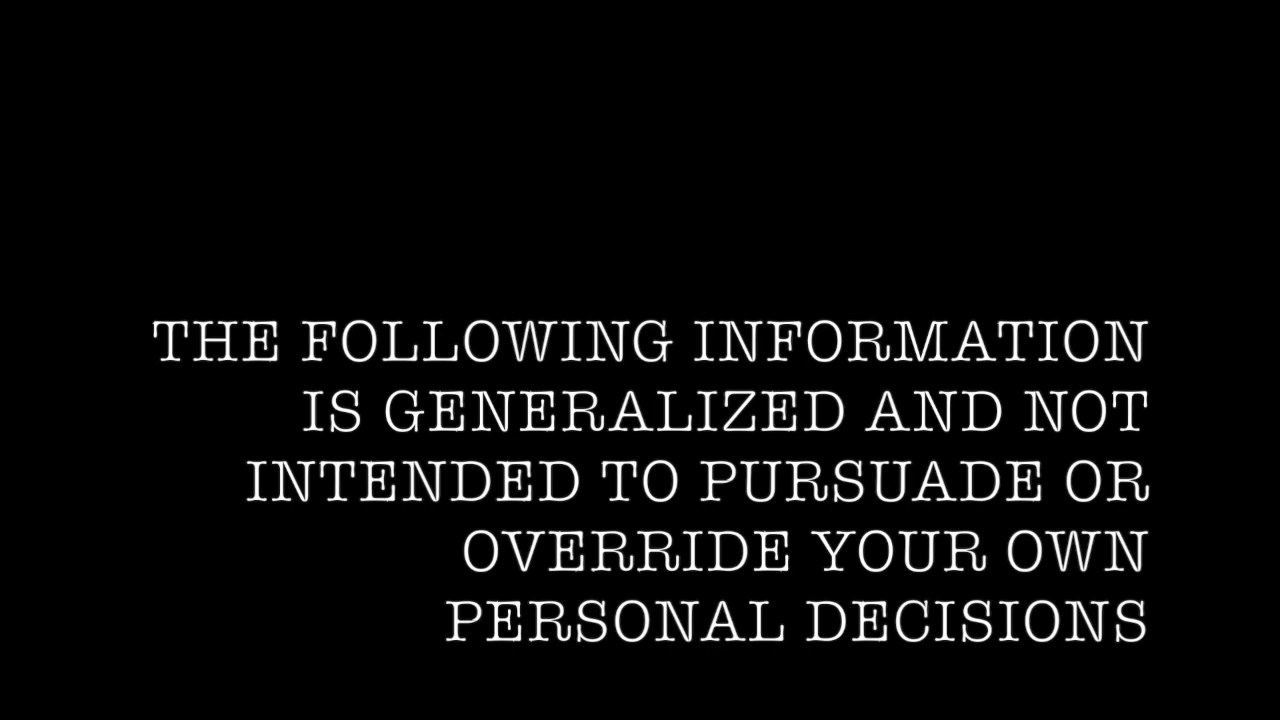 THE FOLLOWING INFORMATION
IS GENERALIZED AND NOT
INTENDED TO PURSUADE OR
OVERRIDE YOUR OWN
PERSONAL DECISIONS